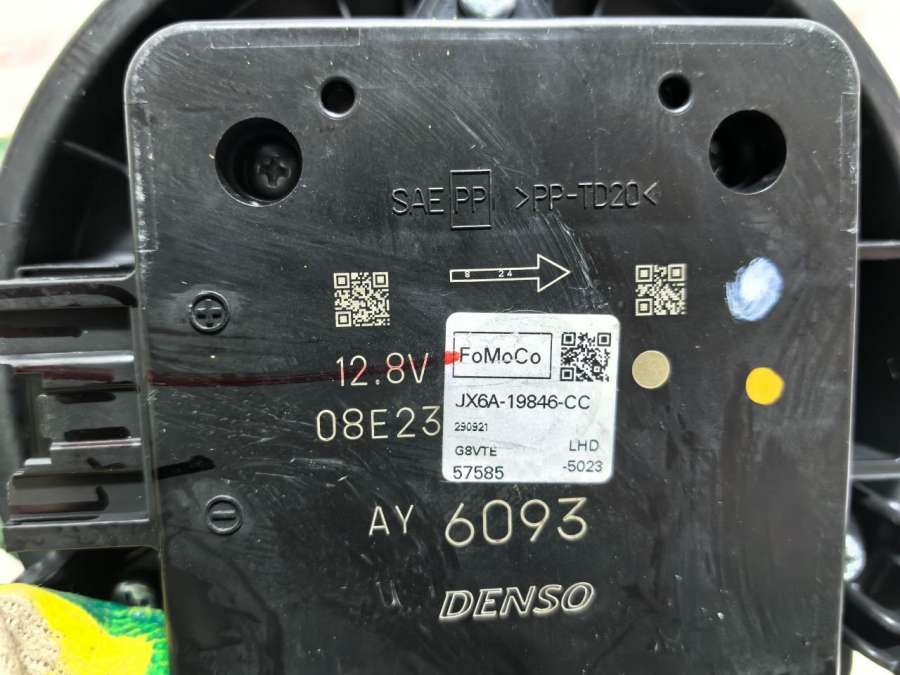 SAE PP >PP-TD20<
8 24
12.8V
08E23
FoMoCo
JX6A-19846-CC
290921
G8VTE LHD
57585 -5023
AY 6093
DENSO